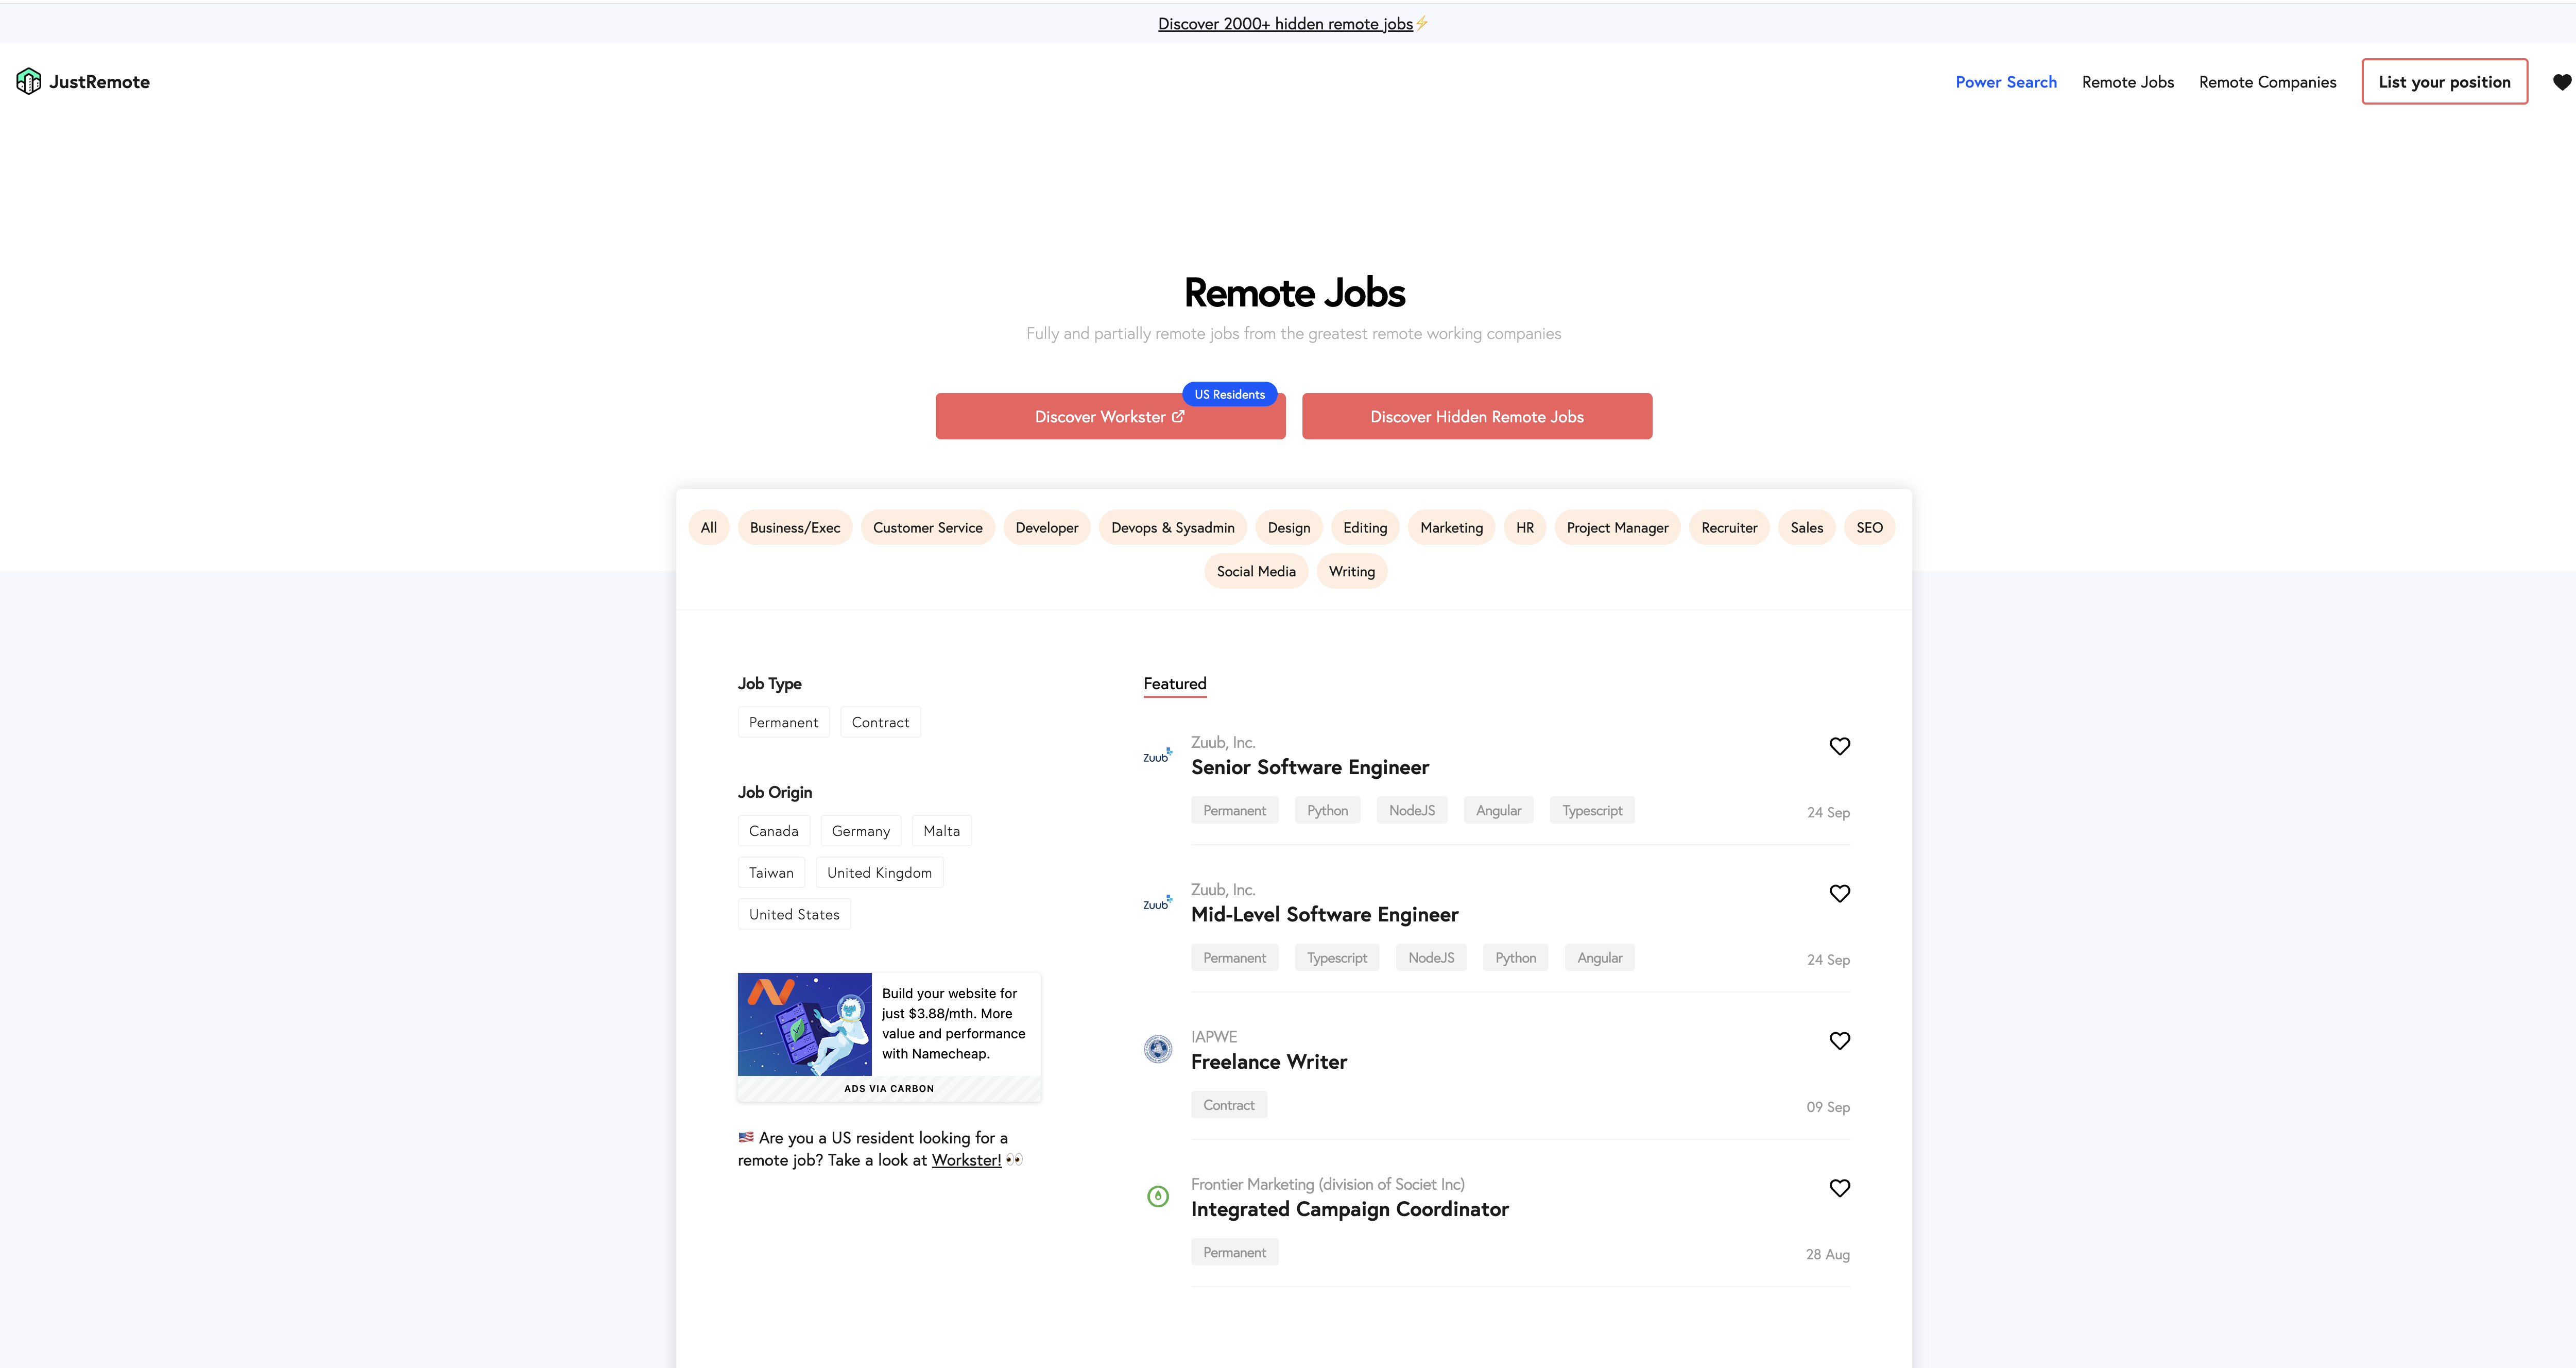 Discover 2000+ hidden remote jobs⚡
JustRemote
Power Search
Remote Jobs
Remote Companies
List your position
Remote Jobs
Fully and partially remote jobs from the greatest remote working companies
US Residents
Discover Workster
Discover Hidden Remote Jobs
All Business/Exec Customer Service Developer Devops & Sysadmin Design Editing Marketing HR Project Manager Recruiter Sales SEO
Social Media Writing
Job Type
Permanent Contract
Job Origin
Canada Germany Malta
Taiwan United Kingdom
United States
Build your website for
just $3.88/mth. More
value and performance
with Namecheap.
ADS VIA CARBON
🇺🇸 Are you a US resident looking for a
remote job? Take a look at Workster! 👀
Featured
Zuub
Zuub, Inc.
Senior Software Engineer
Permanent Python NodeJS Angular Typescript
24 Sep
Zuub
Zuub, Inc.
Mid-Level Software Engineer
Permanent Typescript NodeJS Python Angular
24 Sep
IAPWE
Freelance Writer
Contract
09 Sep
Frontier Marketing (division of Societ Inc)
Integrated Campaign Coordinator
Permanent
28 Aug